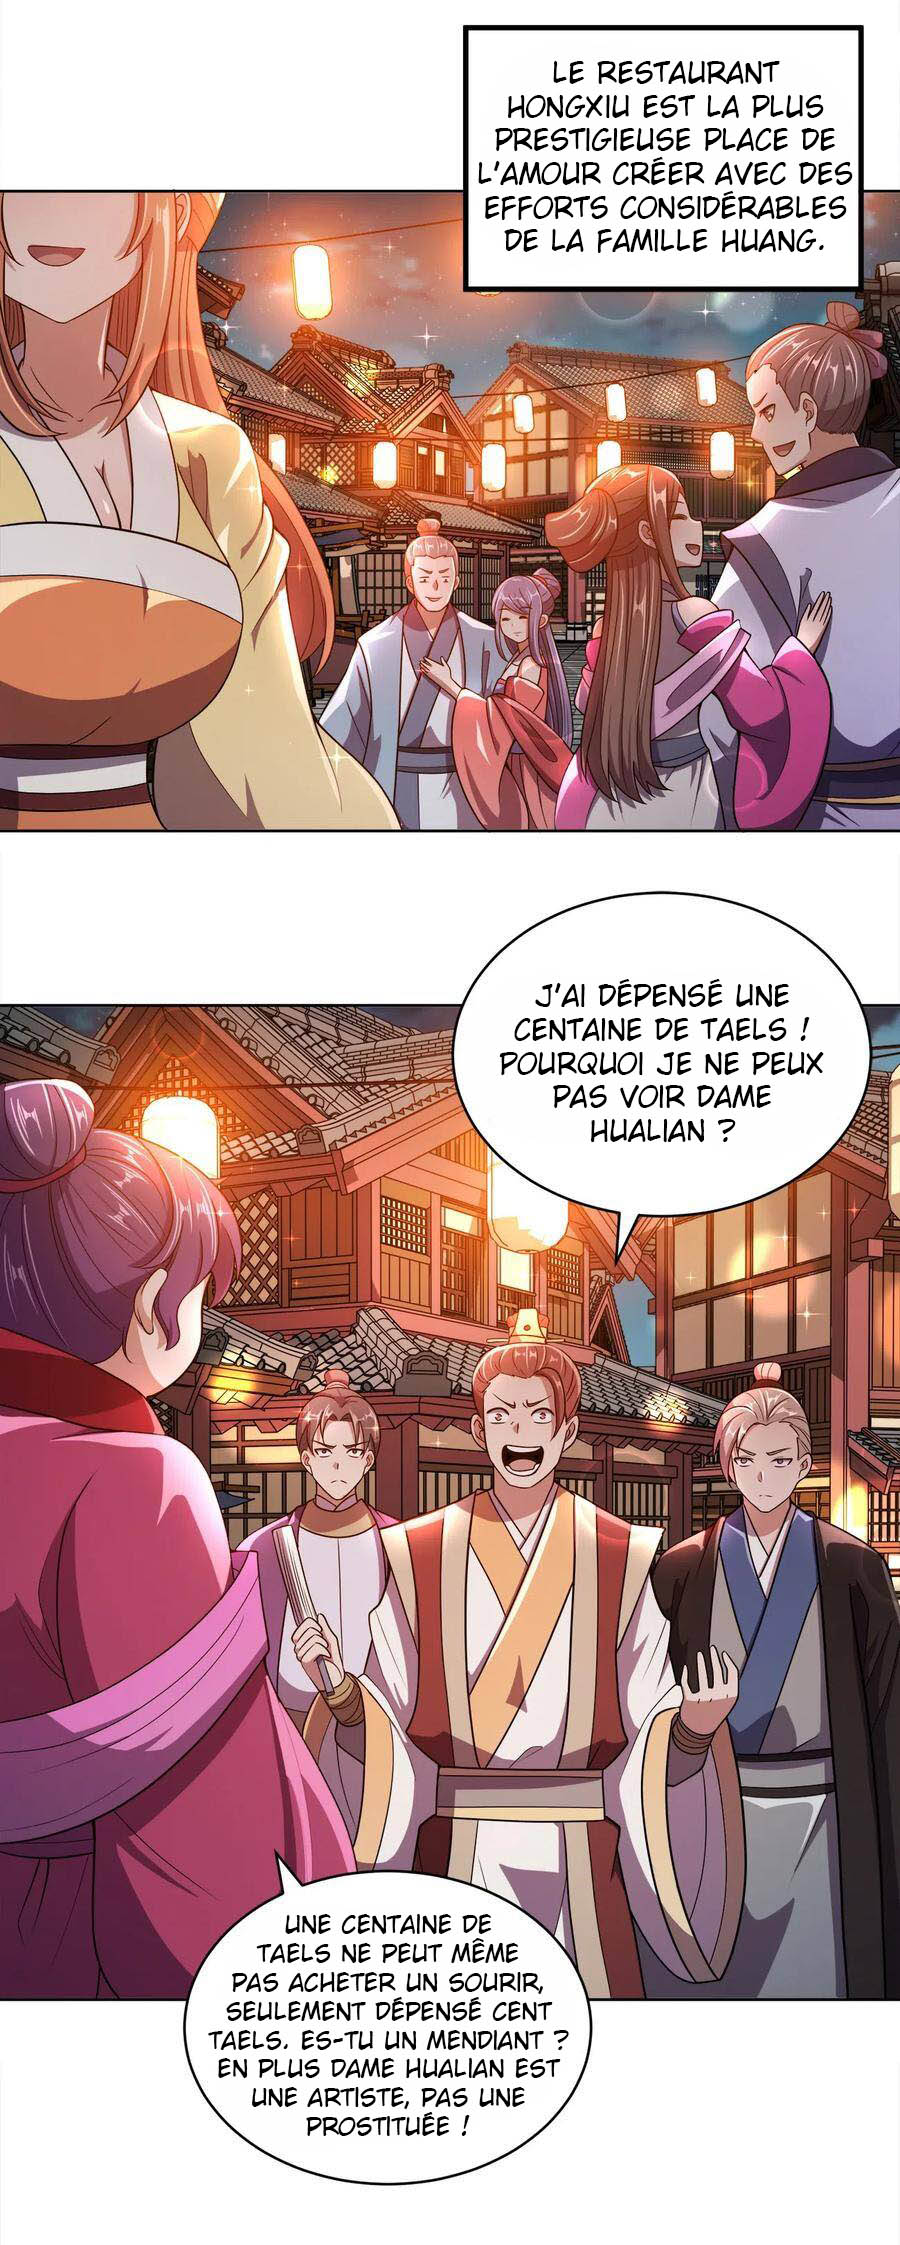 LE RESTAURANT
HONGXIU EST LA PLUS
PRESTIGIEUSE PLACE DE
L'AMOUR CRÉER AVEC DES
EFFORTS CONSIDÉRABLES
DE LA FAMILLE HUANG.
J'AI DÉPENSÉ UNE
CENTAINE DE TAELS !
POURQUOI JE NE PEUX
PAS VOIR DAME
HUALIAN ?
UNE CENTAINE DE
TAELS NE PEUT MÊME
PAS ACHETER UN SOURIR,
SEULEMENT DÉPENSÉ CENT
TAELS. ES-TU UN MENDIANT ?
EN PLUS DAME HUALIAN EST
UNE ARTISTE, PAS UNE
PROSTITUÉE !